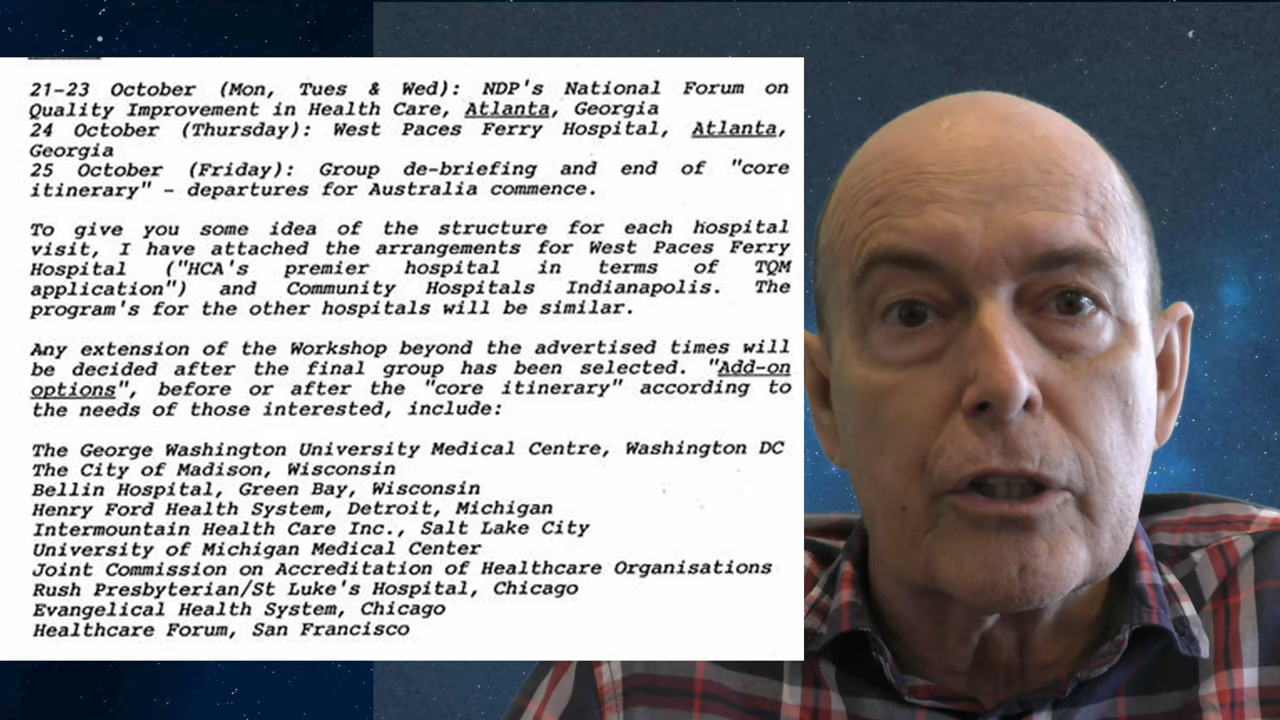 21-23 October (Mon, Tues & Wed): NDP's National Forum on
Quality Improvement in Health Care, Atlanta, Georgia
24 October (Thursday): West Paces Ferry Hospital, Atlanta,
Georgia
25 October (Friday): Group de-briefing and end of "core
itinerary" - departures for Australia commence.
To give you some idea of the structure for each hospital
visit, I have attached the arrangements for West Paces Ferry
Hospital ("HCA's premier hospital in terms of TQM
application") and Community Hospitals Indianapolis. The
program's for the other hospitals will be similar.
Any extension of the Workshop beyond the advertised times will
be decided after the final group has been selected. "Add-on
options", before or after the "core itinerary" according to
the needs of those interested, include:
The George Washington University Medical Centre, Washington DC
The City of Madison, Wisconsin
Bellin Hospital, Green Bay, Wisconsin
Henry Ford Health System, Detroit, Michigan
Intermountain Health Care Inc., Salt Lake City
University of Michigan Medical Center
Joint Commission on Accreditation of Healthcare Organisations
Rush Presbyterian/St Luke's Hospital, Chicago
Evangelical Health System, Chicago
Healthcare Forum, San Francisco